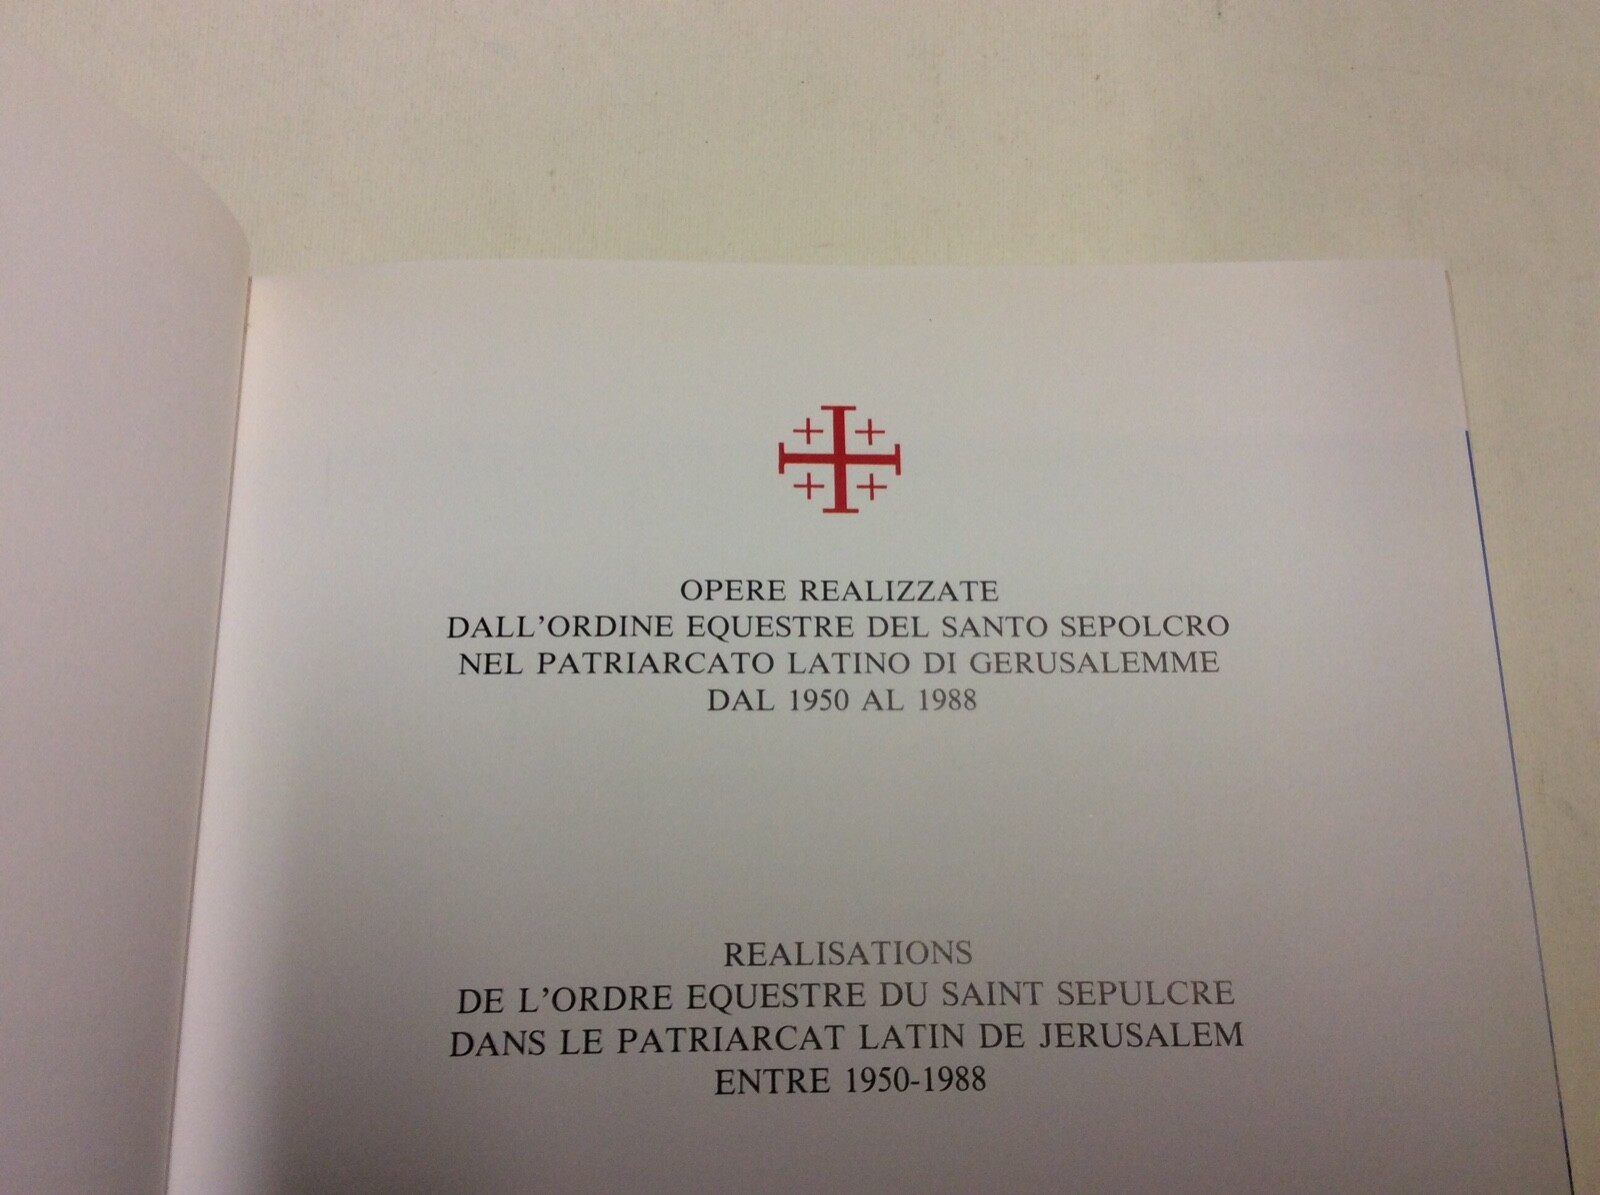 OPERE REALIZZATE
DALL'ORDINE EQUESTRE DEL SANTO SEPOLCRO
NEL PATRIARCATO LATINO DI GERUSALEMME
DAL 1950 AL 1988
REALISATIONS
DE L'ORDRE EQUESTRE DU SAINT SEPULCRE
DANS LE PATRIARCAT LATIN DE JERUSALEM
ENTRE 1950-1988